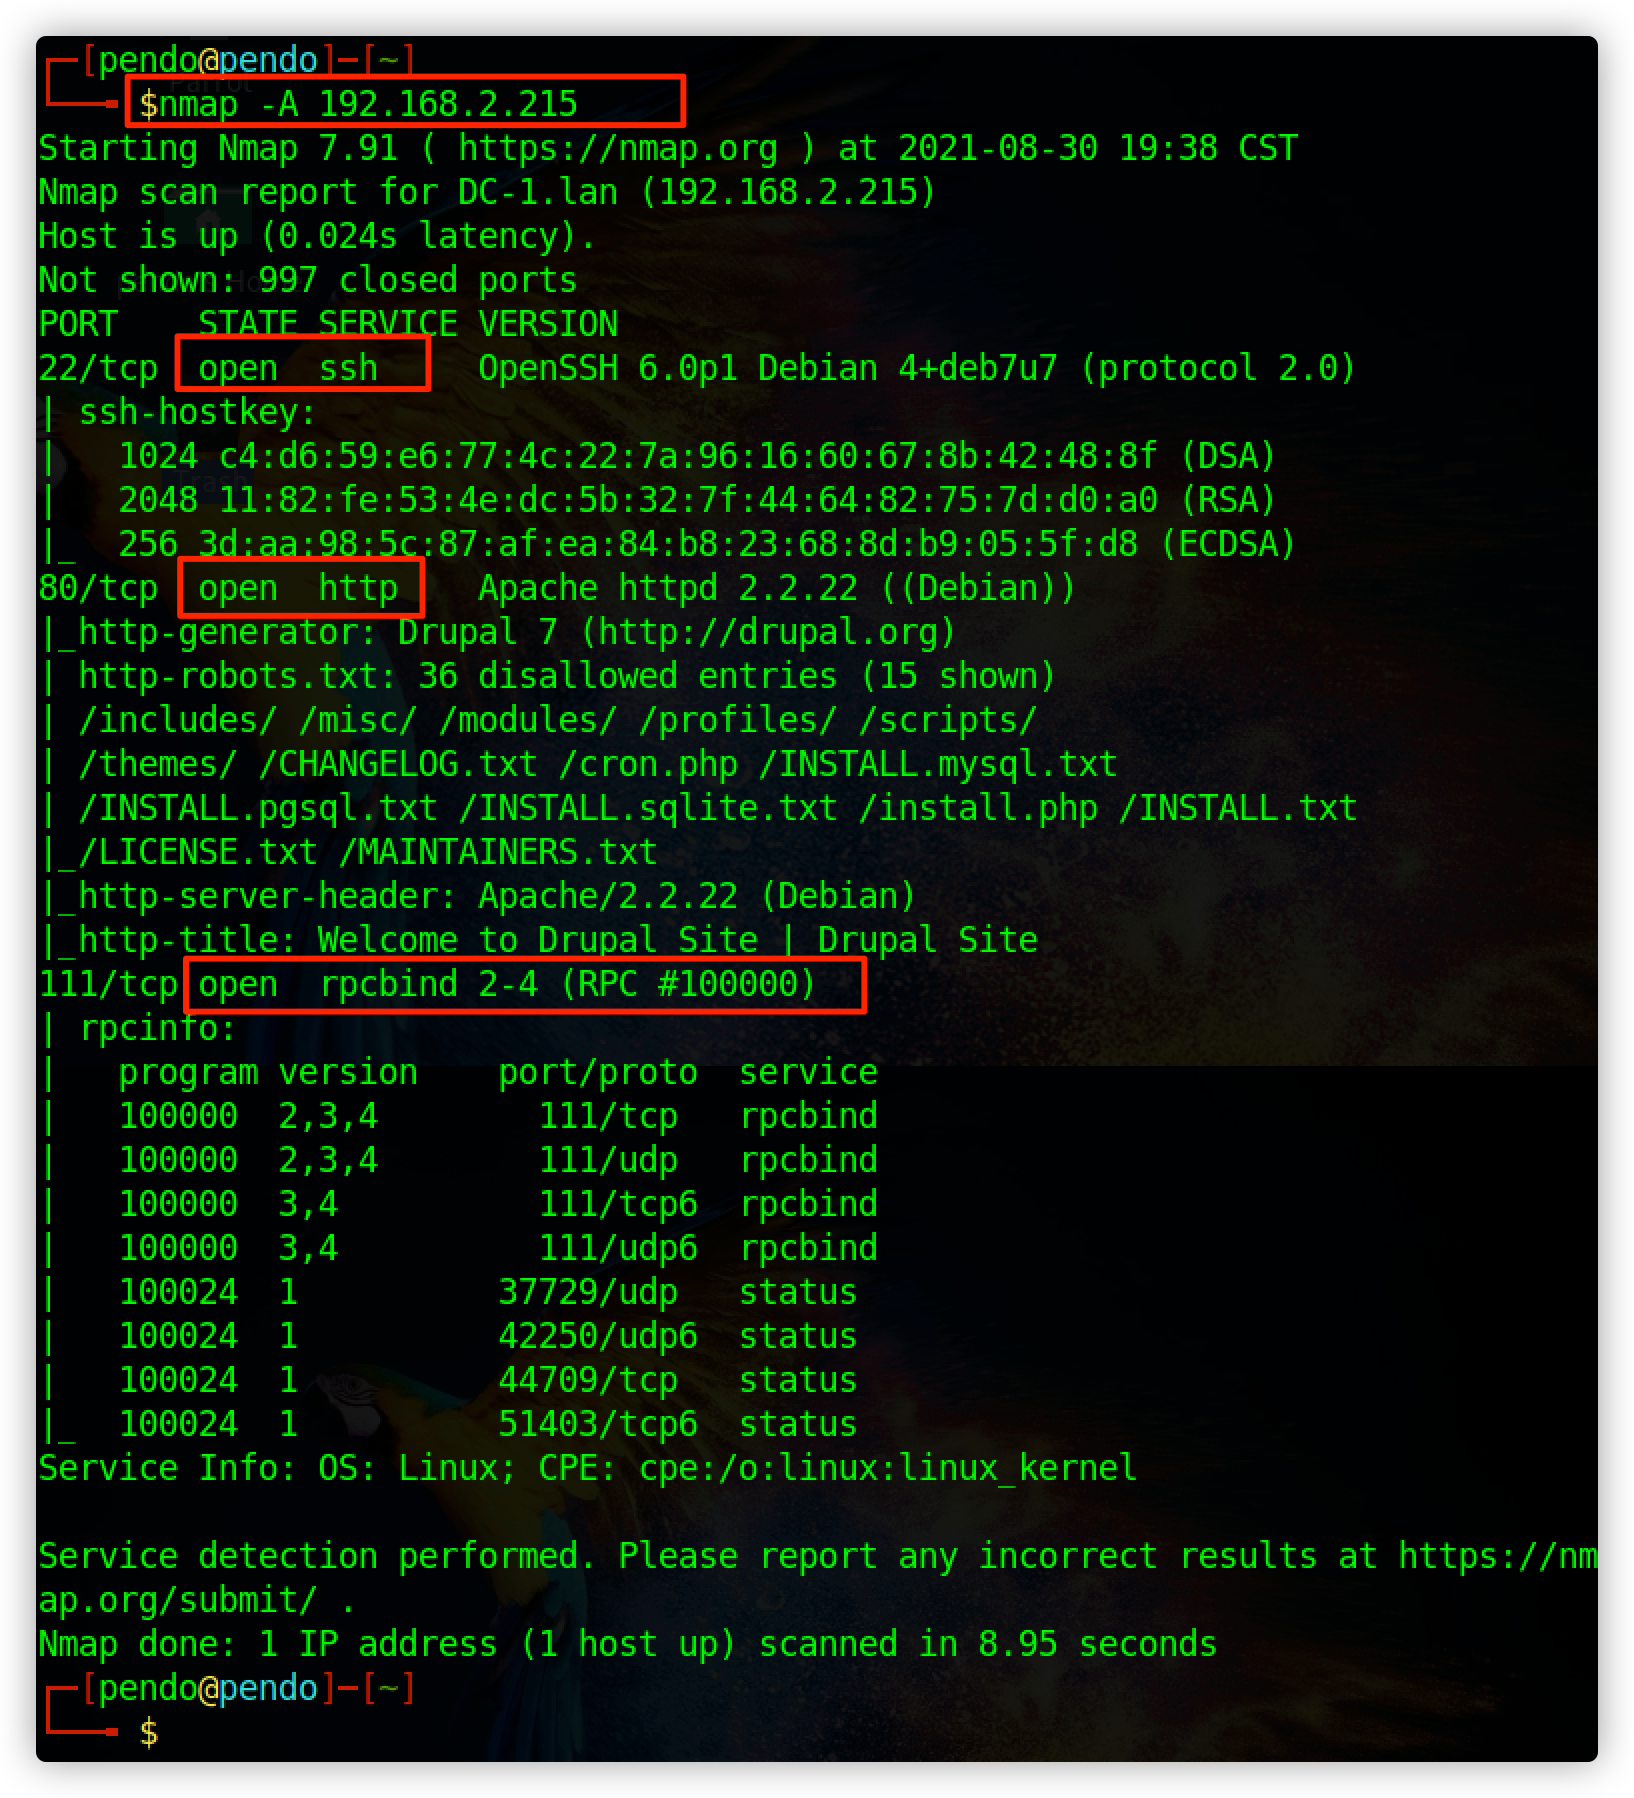 ┌─[pendo@pendo]─[~]
└──╼ $nmap -A 192.168.2.215
Starting Nmap 7.91 ( https://nmap.org ) at 2021-08-30 19:38 CST
Nmap scan report for DC-1.lan (192.168.2.215)
Host is up (0.024s latency).
Not shown: 997 closed ports
PORT    STATE SERVICE VERSION
22/tcp  open  ssh     OpenSSH 6.0p1 Debian 4+deb7u7 (protocol 2.0)
| ssh-hostkey:
|   1024 c4:d6:59:e6:77:4c:22:7a:96:16:60:67:8b:42:48:8f (DSA)
|   2048 11:82:fe:53:4e:dc:5b:32:7f:44:64:82:75:7d:d0:a0 (RSA)
|_  256 3d:aa:98:5c:87:af:ea:84:b8:23:68:8d:b9:05:5f:d8 (ECDSA)
80/tcp  open  http    Apache httpd 2.2.22 ((Debian))
|_http-generator: Drupal 7 (http://drupal.org)
| http-robots.txt: 36 disallowed entries (15 shown)
| /includes/ /misc/ /modules/ /profiles/ /scripts/
| /themes/ /CHANGELOG.txt /cron.php /INSTALL.mysql.txt
| /INSTALL.pgsql.txt /INSTALL.sqlite.txt /install.php /INSTALL.txt
|_/LICENSE.txt /MAINTAINERS.txt
|_http-server-header: Apache/2.2.22 (Debian)
|_http-title: Welcome to Drupal Site | Drupal Site
111/tcp open  rpcbind 2-4 (RPC #100000)
| rpcinfo:
|   program version    port/proto  service
|   100000  2,3,4        111/tcp   rpcbind
|   100000  2,3,4        111/udp   rpcbind
|   100000  3,4          111/tcp6  rpcbind
|   100000  3,4          111/udp6  rpcbind
|   100024  1          37729/udp   status
|   100024  1          42250/udp6  status
|   100024  1          44709/tcp   status
|_  100024  1          51403/tcp6  status
Service Info: OS: Linux; CPE: cpe:/o:linux:linux_kernel

Service detection performed. Please report any incorrect results at https://nm
ap.org/submit/ .
Nmap done: 1 IP address (1 host up) scanned in 8.95 seconds
┌─[pendo@pendo]─[~]
└──╼ $